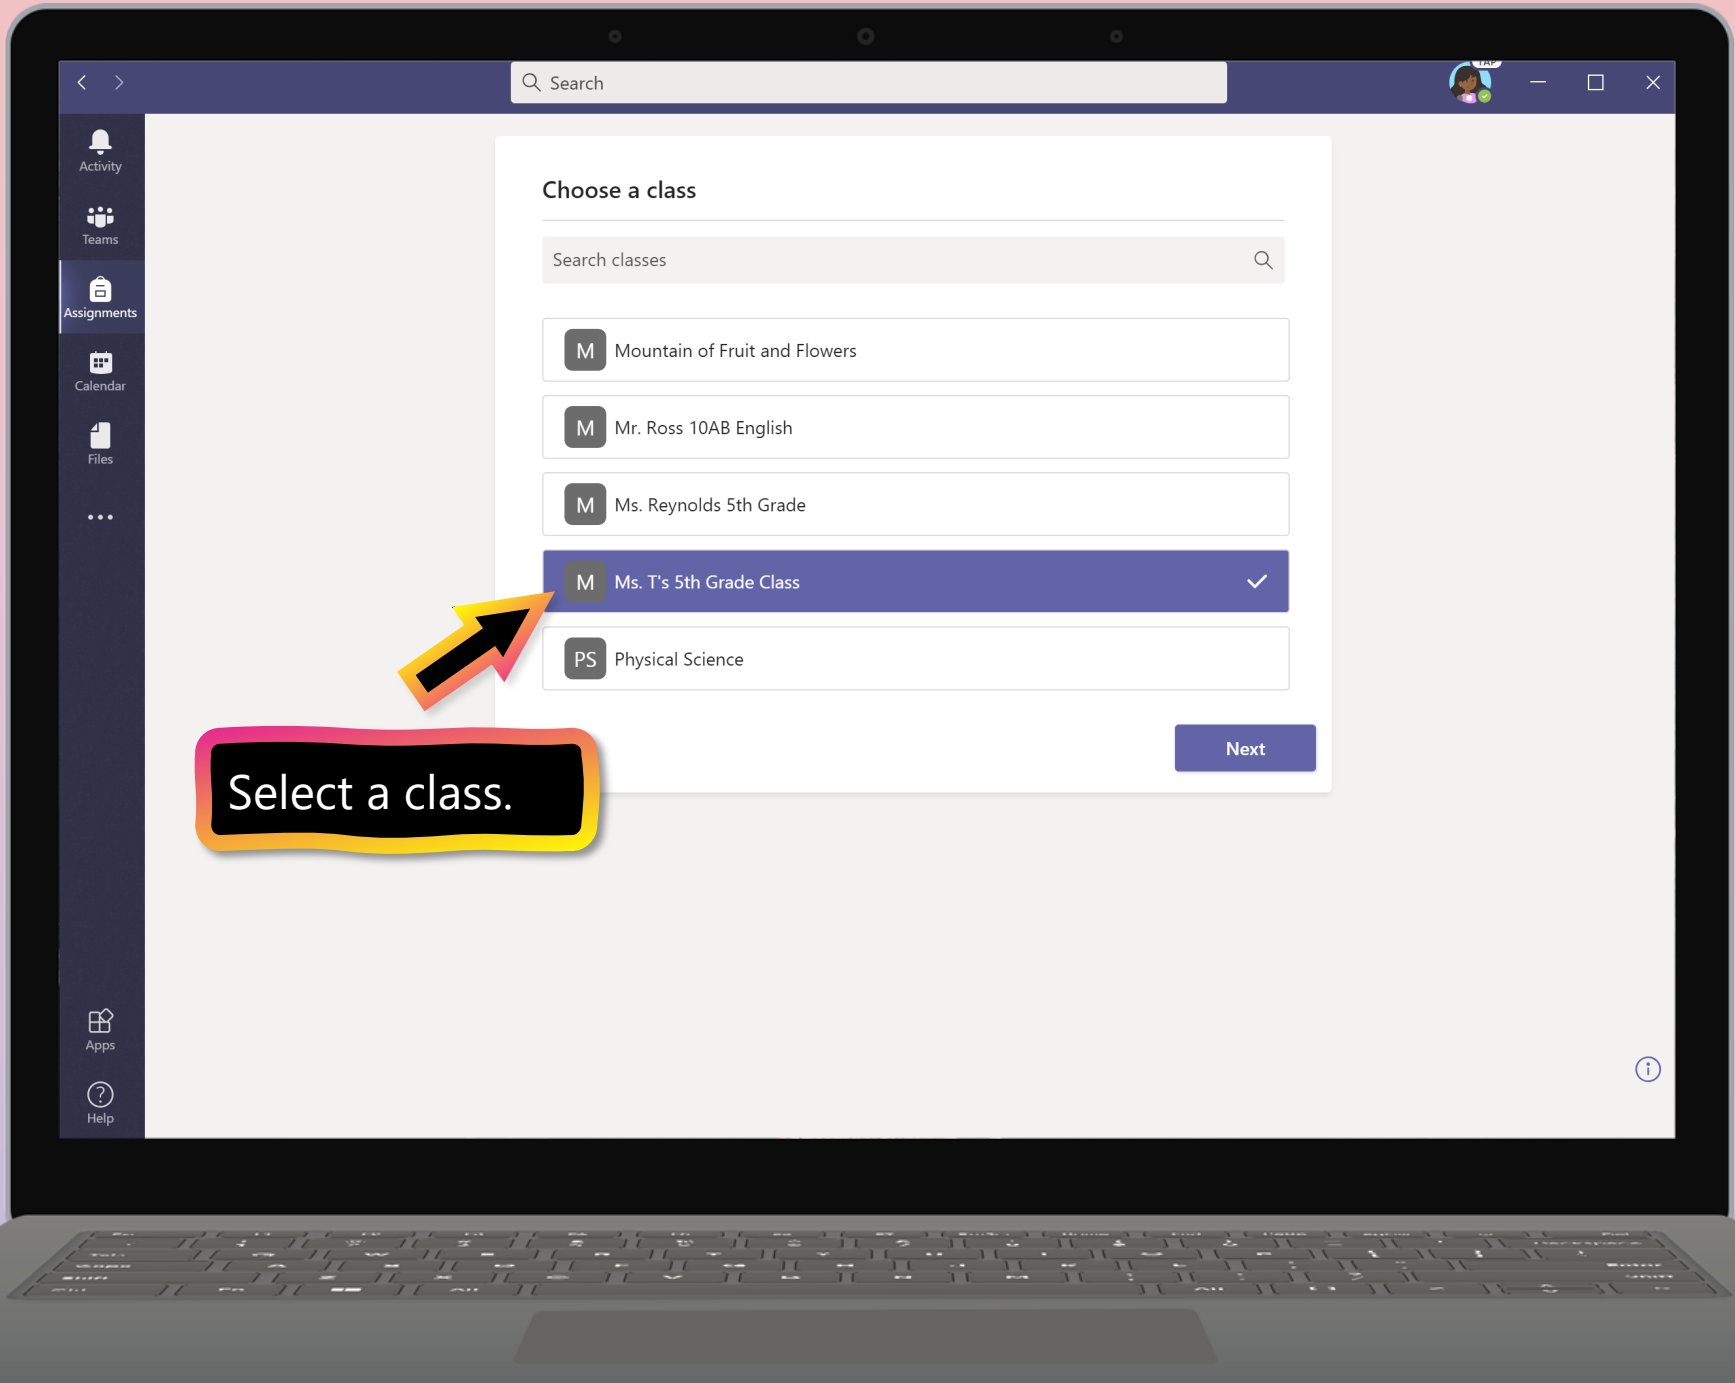 Search
TAP
Activity
Teams
Assignments
Calendar
Files
Choose a class
Search classes
M Mountain of Fruit and Flowers
M Mr. Ross 10AB English
M Ms. Reynolds 5th Grade
M Ms. T's 5th Grade Class
PS Physical Science
Next
Select a class.
Apps
Help